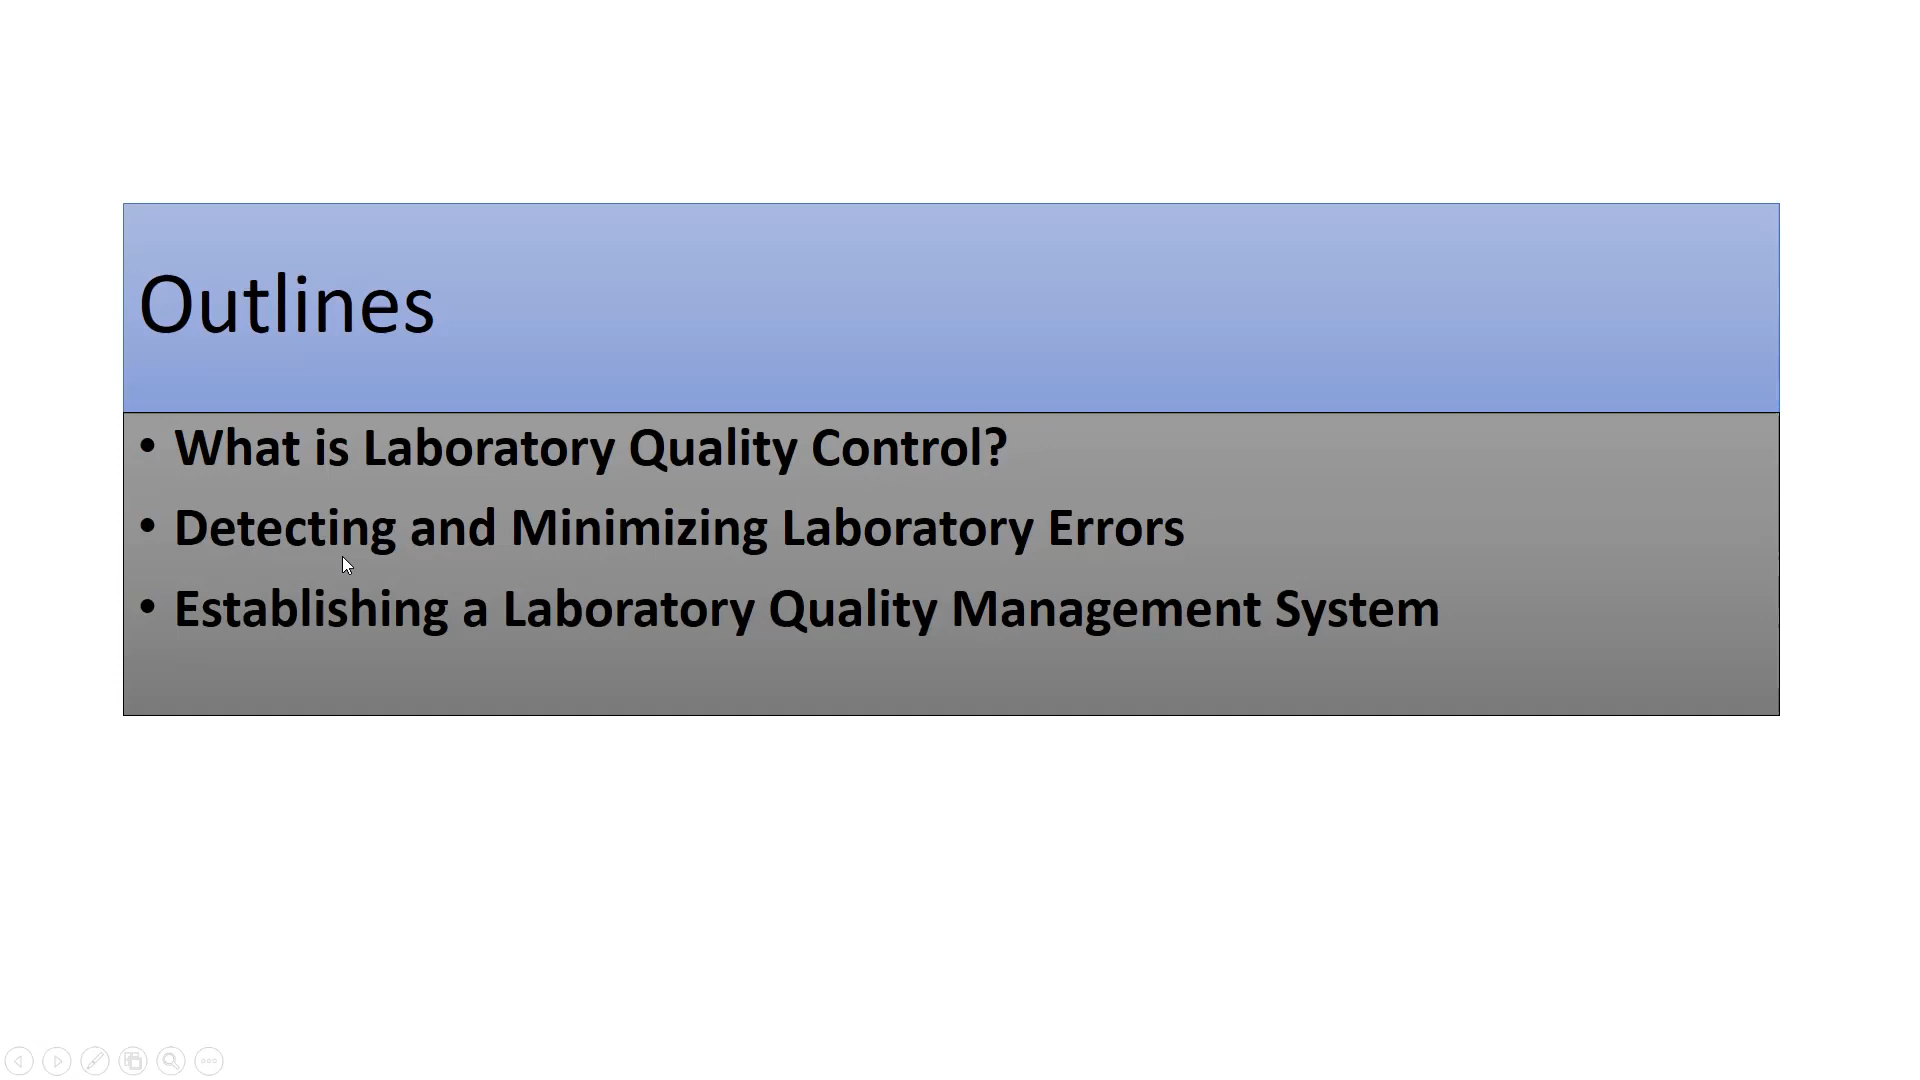 Outlines
• What is Laboratory Quality Control?
• Detecting and Minimizing Laboratory Errors
• Establishing a Laboratory Quality Management System